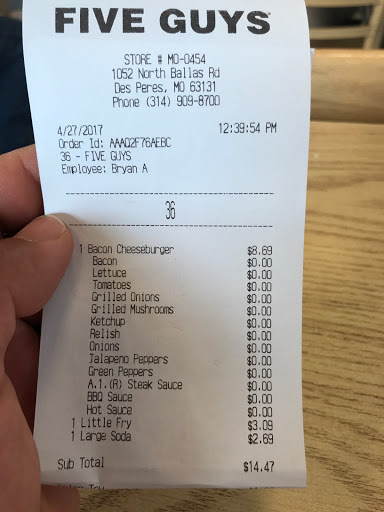 FIVE GUYS
STORE # MO-0454
1052 North Ballas Rd
Des Peres, MO 63131
Phone (314) 909-8700
4/27/2017 12:39:54 PM
Order Id: AAAQ2F76AEBC
36 - FIVE GUYS
Employee: Bryan A
36
1 Bacon Cheeseburger $8.69
Bacon $0.00
Lettuce $0.00
Tomatoes $0.00
Grilled Onions $0.00
Grilled Mushrooms $0.00
Ketchup $0.00
Relish $0.00
Onions $0.00
Jalapeno Peppers $0.00
Green Peppers $0.00
A.1.(R) Steak Sauce $0.00
BBQ Sauce $0.00
Hot Sauce $0.00
1 Little Fry $3.09
1 Large Soda $2.69
Sub Total $14.47